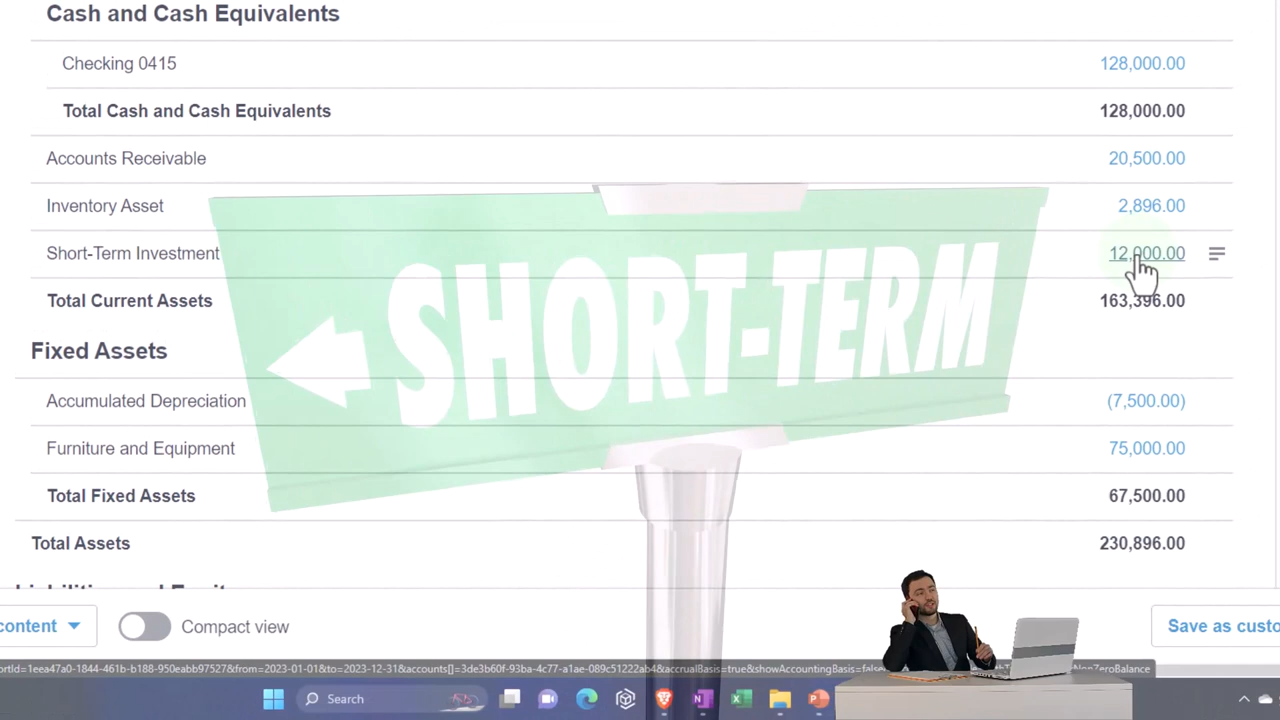 Cash and Cash Equivalents
Checking 0415 128,000.00
Total Cash and Cash Equivalents 128,000.00
Accounts Receivable 20,500.00
Inventory Asset 2,896.00
Short-Term Investment 12,000.00
Total Current Assets 163,396.00
SHORT-TERM
Fixed Assets
Accumulated Depreciation (7,500.00)
Furniture and Equipment 75,000.00
Total Fixed Assets 67,500.00
Total Assets 230,896.00
content Compact view Save as custo
Search